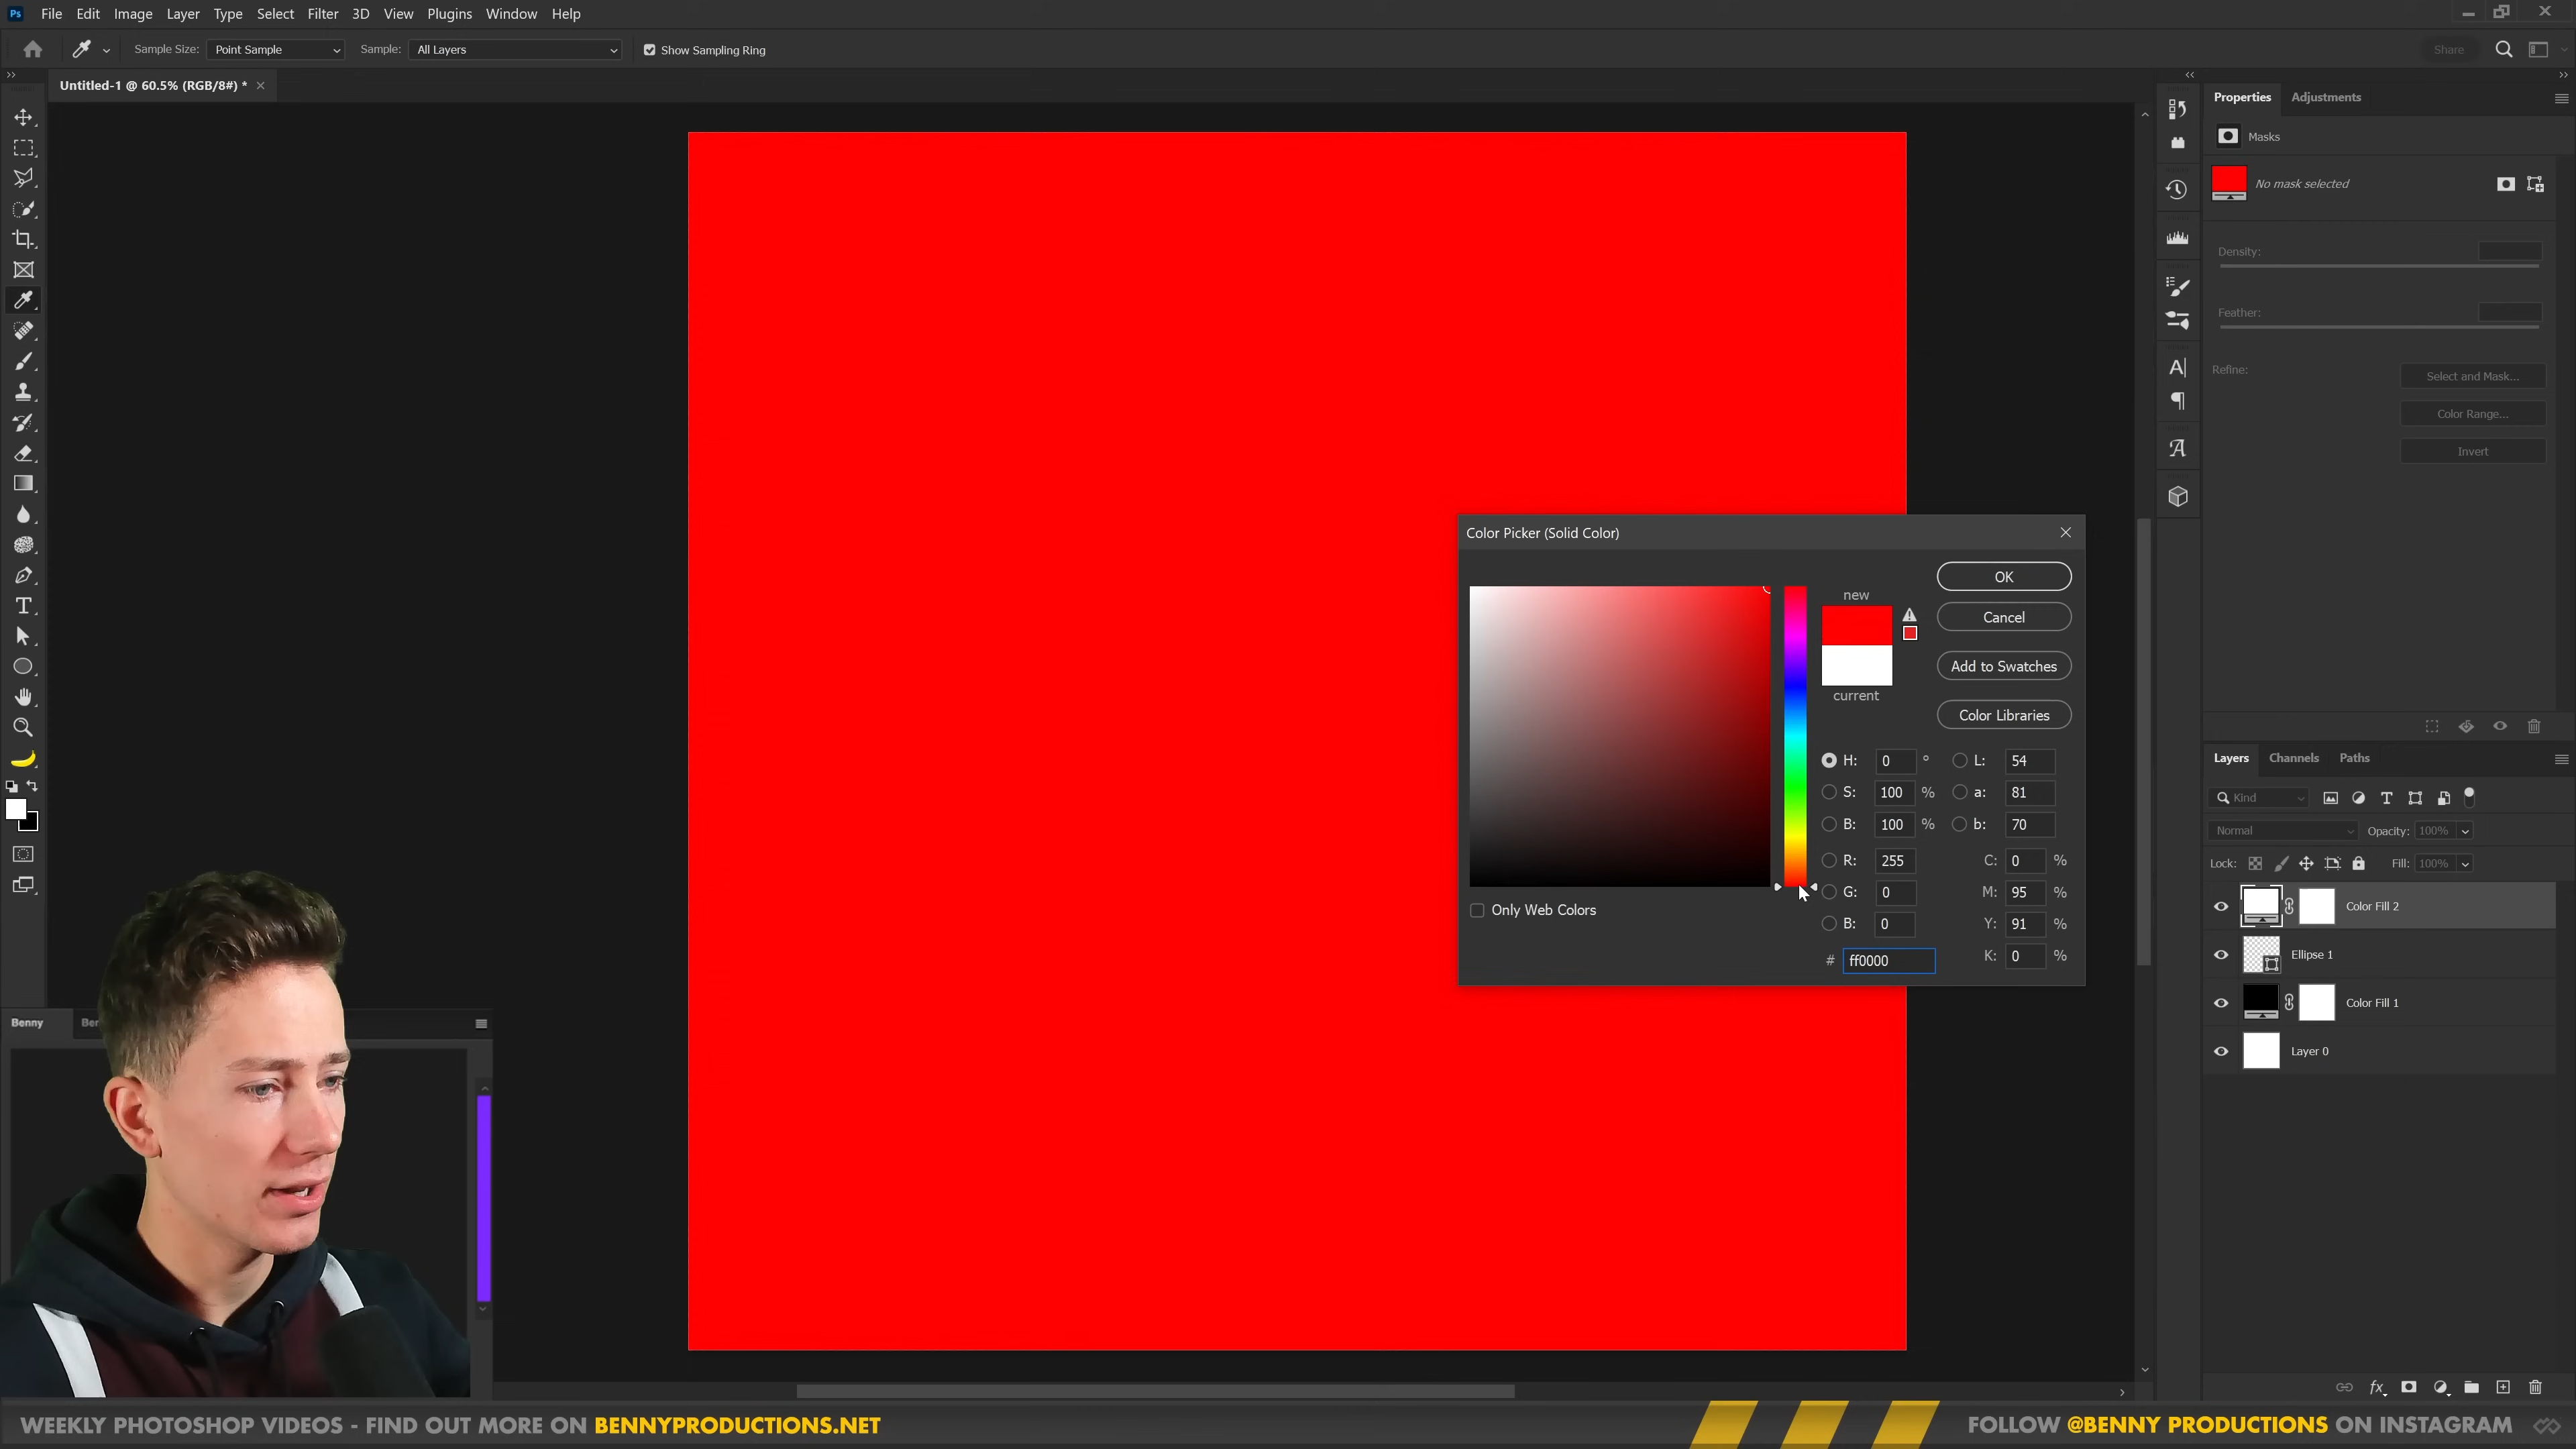 Ps File Edit Image Layer Type Select Filter 3D View Plugins Window Help
Sample Size: Point Sample Sample: All Layers Show Sampling Ring Share
Untitled-1 @ 60.5% (RGB/8#) *
Properties Adjustments
Masks
No mask selected
Density:
Feather:
Refine: Select and Mask...
Color Range...
Invert
Color Picker (Solid Color)
new
current
OK
Cancel
Add to Swatches
Color Libraries
H: 0 ° L: 54
S: 100 % a: 81
B: 100 % b: 70
R: 255 C: 0 %
G: 0 M: 95 %
B: 0 Y: 91 %
# ff0000 K: 0 %
Only Web Colors
Layers Channels Paths
Kind
Normal Opacity: 100%
Lock: Fill: 100%
Color Fill 2
Ellipse 1
Color Fill 1
Layer 0
fx
Benny Ber
WEEKLY PHOTOSHOP VIDEOS - FIND OUT MORE ON BENNYPRODUCTIONS.NET
FOLLOW @BENNY PRODUCTIONS ON INSTAGRAM